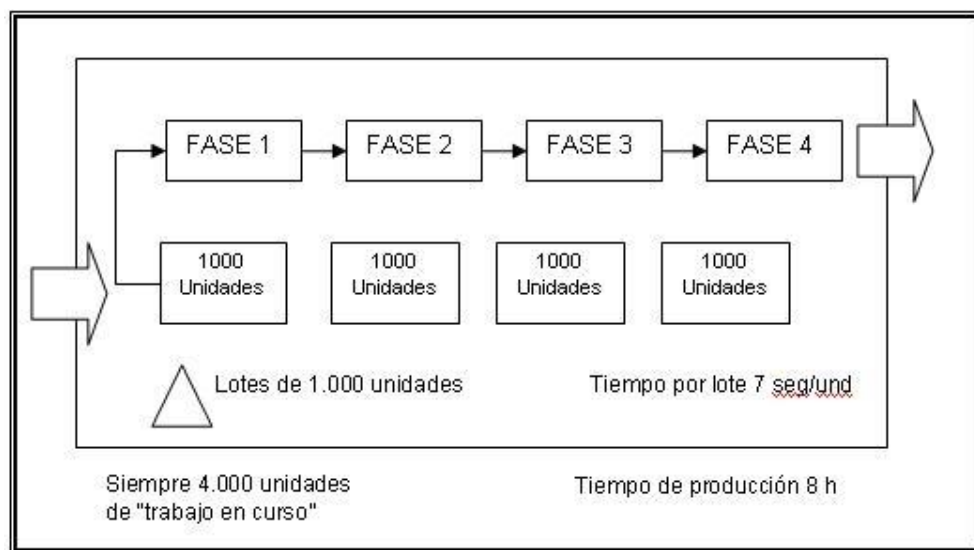 FASE 1
FASE 2
FASE 3
FASE 4
1000
Unidades
1000
Unidades
1000
Unidades
1000
Unidades
Lotes de 1.000 unidades
Tiempo por lote 7 seg/und
Siempre 4.000 unidades
de "trabajo en curso"
Tiempo de producción 8 h